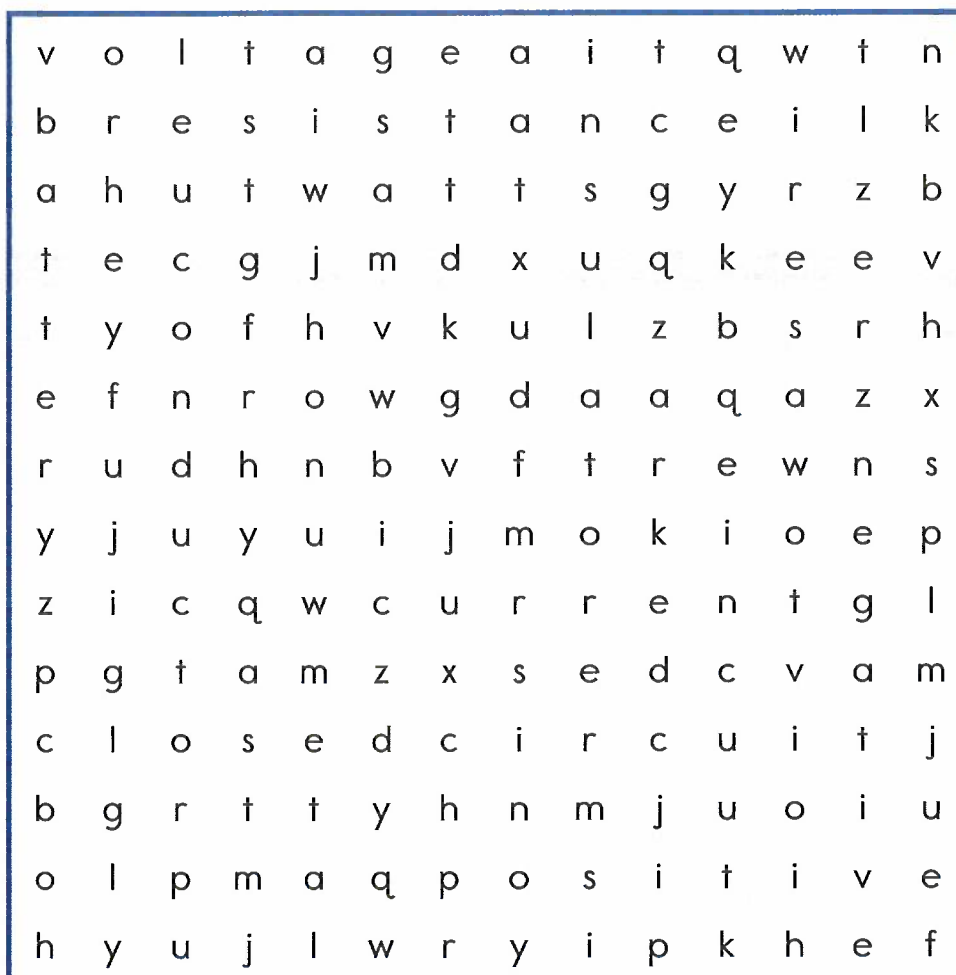 v o l t a g e a i t q w t n
b r e s i s t a n c e i l k
a h u t w a t t s g y r z b
t e c g j m d x u q k e e v
t y o f h v k u l z b s r h
e f n r o w g d a a q a z x
r u d h n b v f t r e w n s
y j u y u i j m o k i o e p
z i c q w c u r r e n t g l
p g t a m z x s e d c v a m
c l o s e d c i r c u i t j
b g r t t y h n m j u o i u
o l p m a q p o s i t i v e
h y u j l w r y i p k h e f